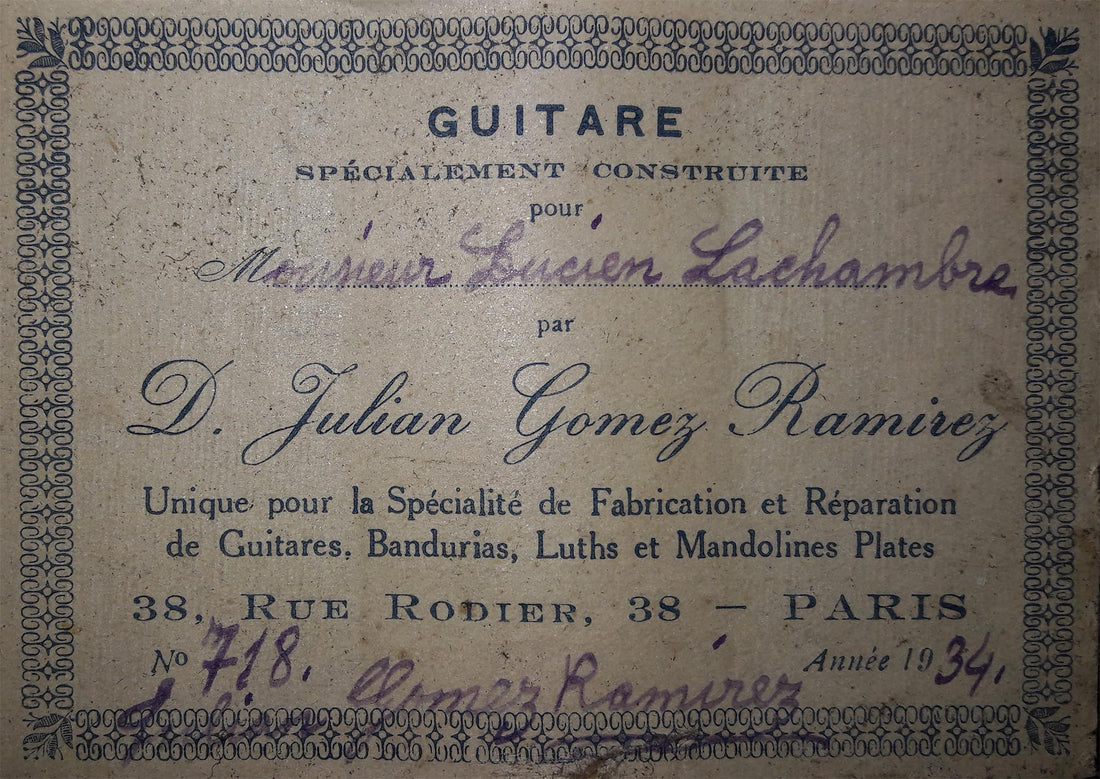 GUITARE
SPÉCIALEMENT CONSTRUITE
pour
Monsieur Lucien Lachambre
par
D. Julian Gomez Ramirez
Unique pour la Spécialité de Fabrication et Réparation
de Guitares, Bandurias, Luths et Mandolines Plates
38, RUE RODIER, 38 — PARIS
No 718. Année 1934.
Julian Gomez Ramirez